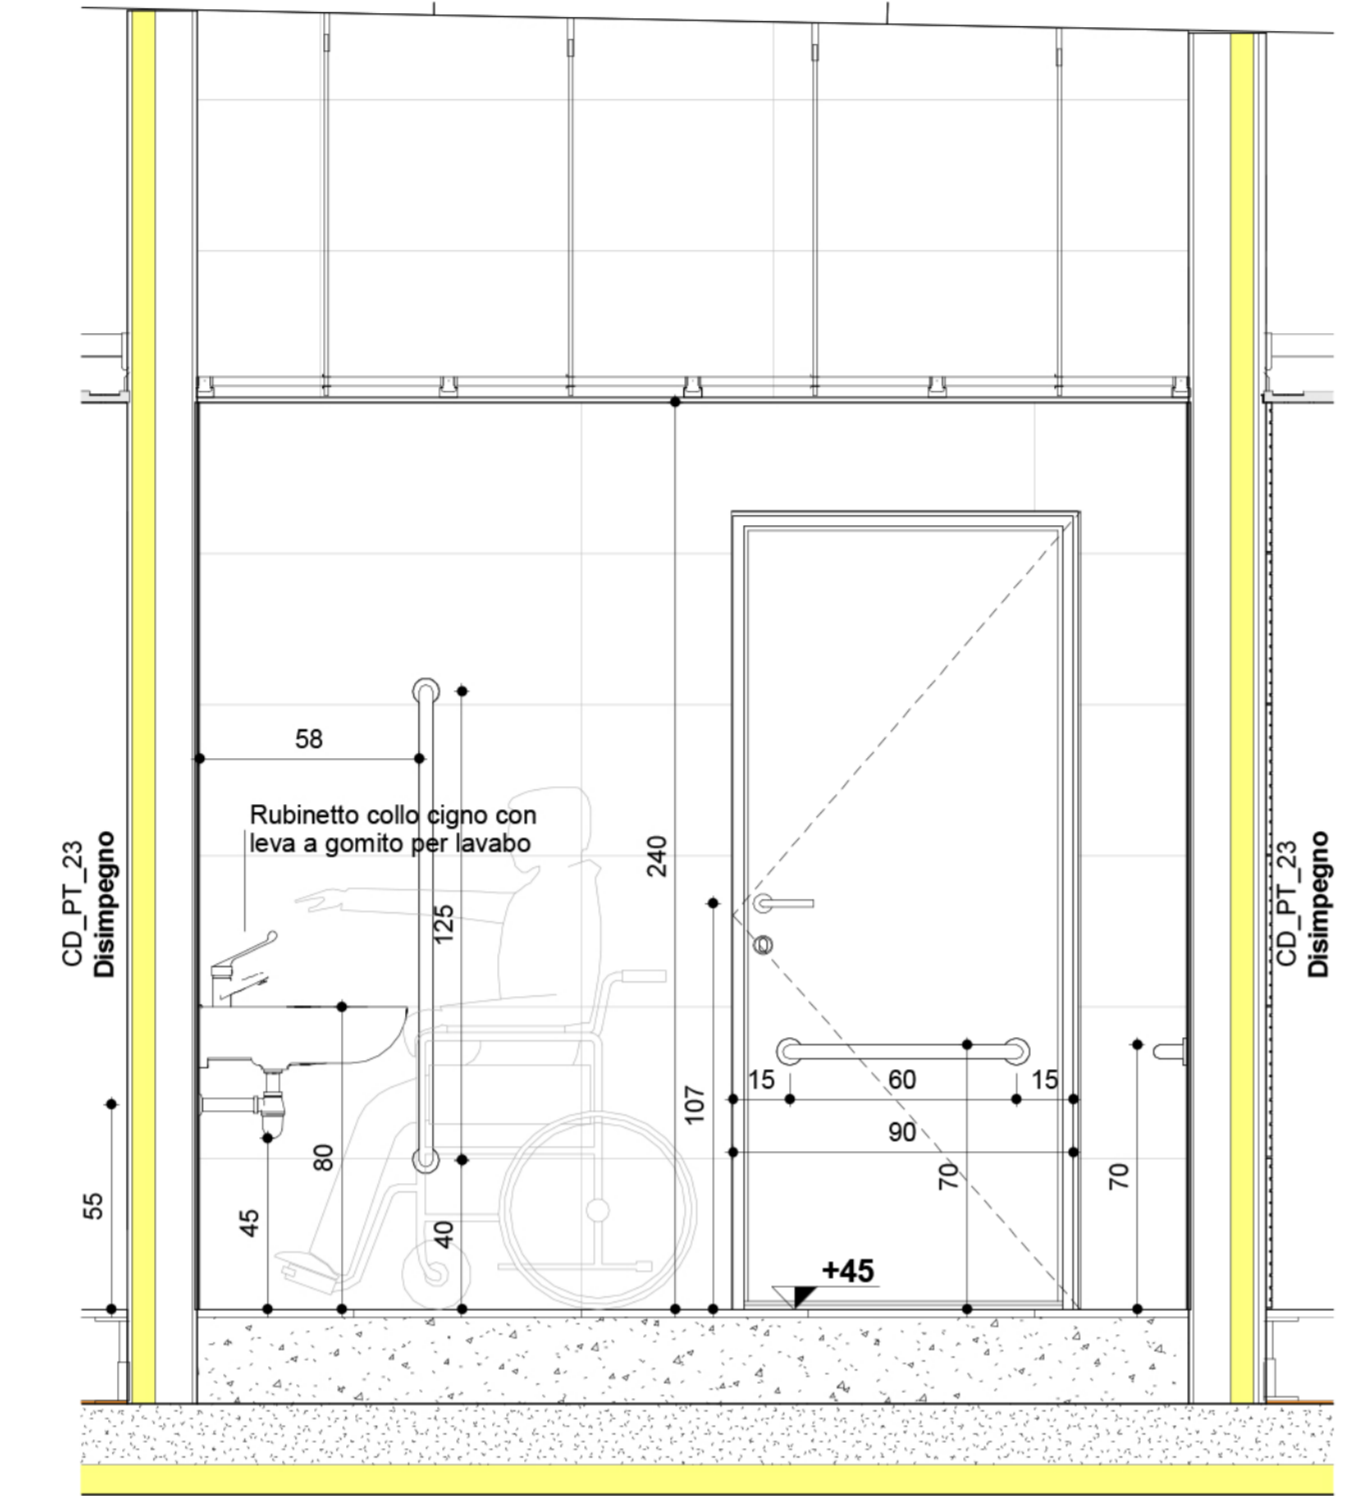 58
Rubinetto collo cigno con
leva a gomito per lavabo
240
125
CD_PT_23
Disimpegno
CD_PT_23
Disimpegno
107
15
60
15
90
80
70
70
55
45
40
+45